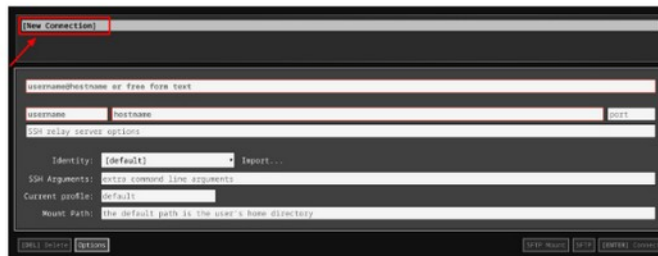 [New Connection]
username@hostname or free form text
username hostname port
SSH relay server options
Identity: [default] Import...
SSH Arguments: extra command line arguments
Current profile: default
Mount Path: the default path is the user's home directory
[DEL] Delete Options SFTP Mount SFTP [ENTER] Connec